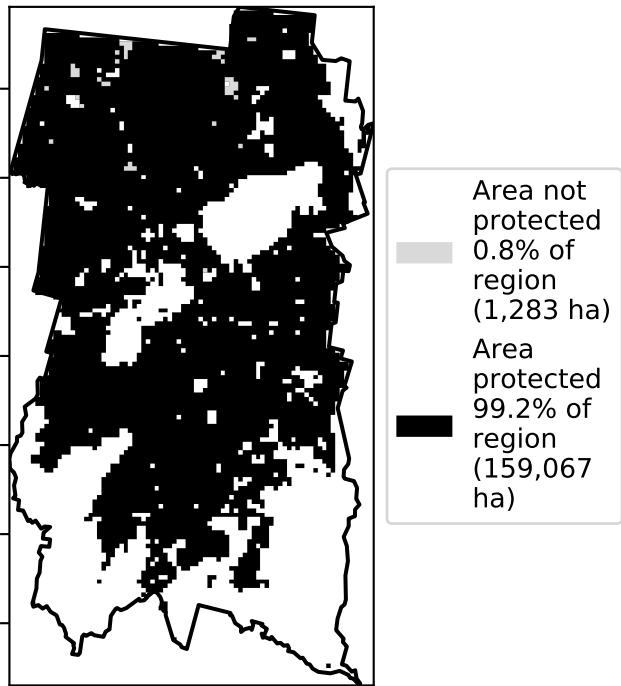 Area not
protected
0.8% of
region
(1,283 ha)
Area
protected
99.2% of
region
(159,067
ha)